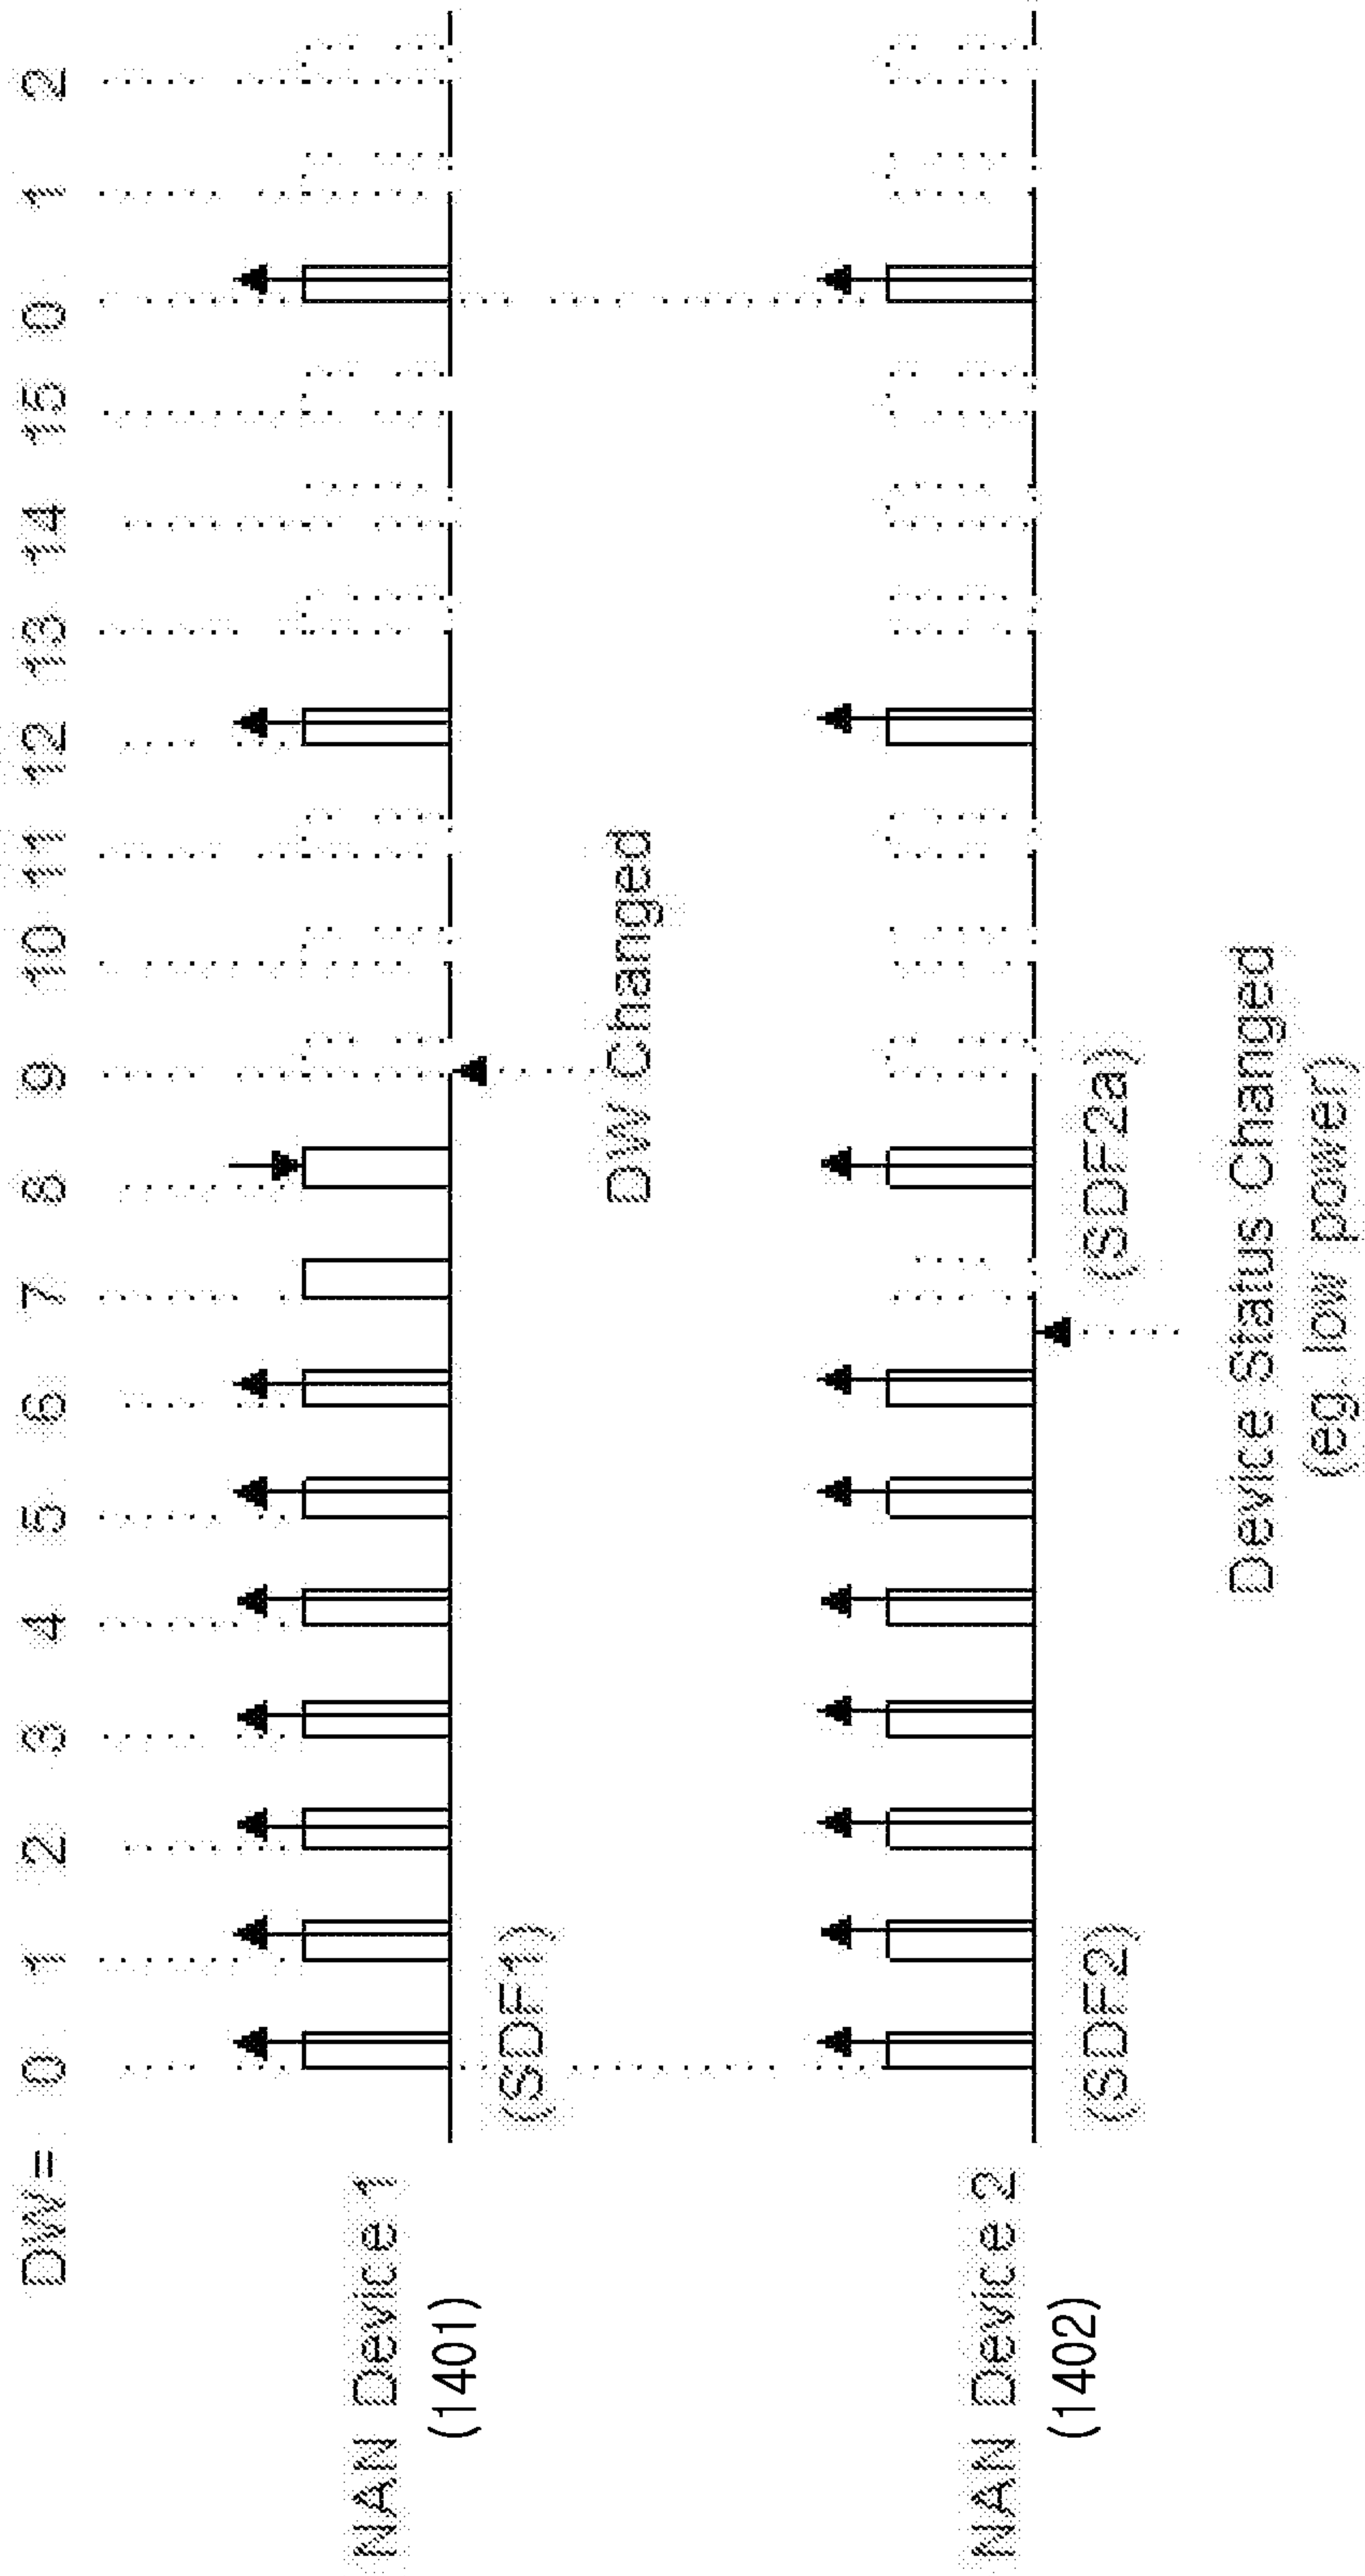 DW= 0 1 2 3 4 5 6 7 8 9 10 11 12 13 14 15 0 1 2
NAN Device 1
(1401)
(SDF1)
DW Changed
NAN Device 2
(1402)
(SDF2)
(SDF2a)
Device Status Changed
(eg. low power)